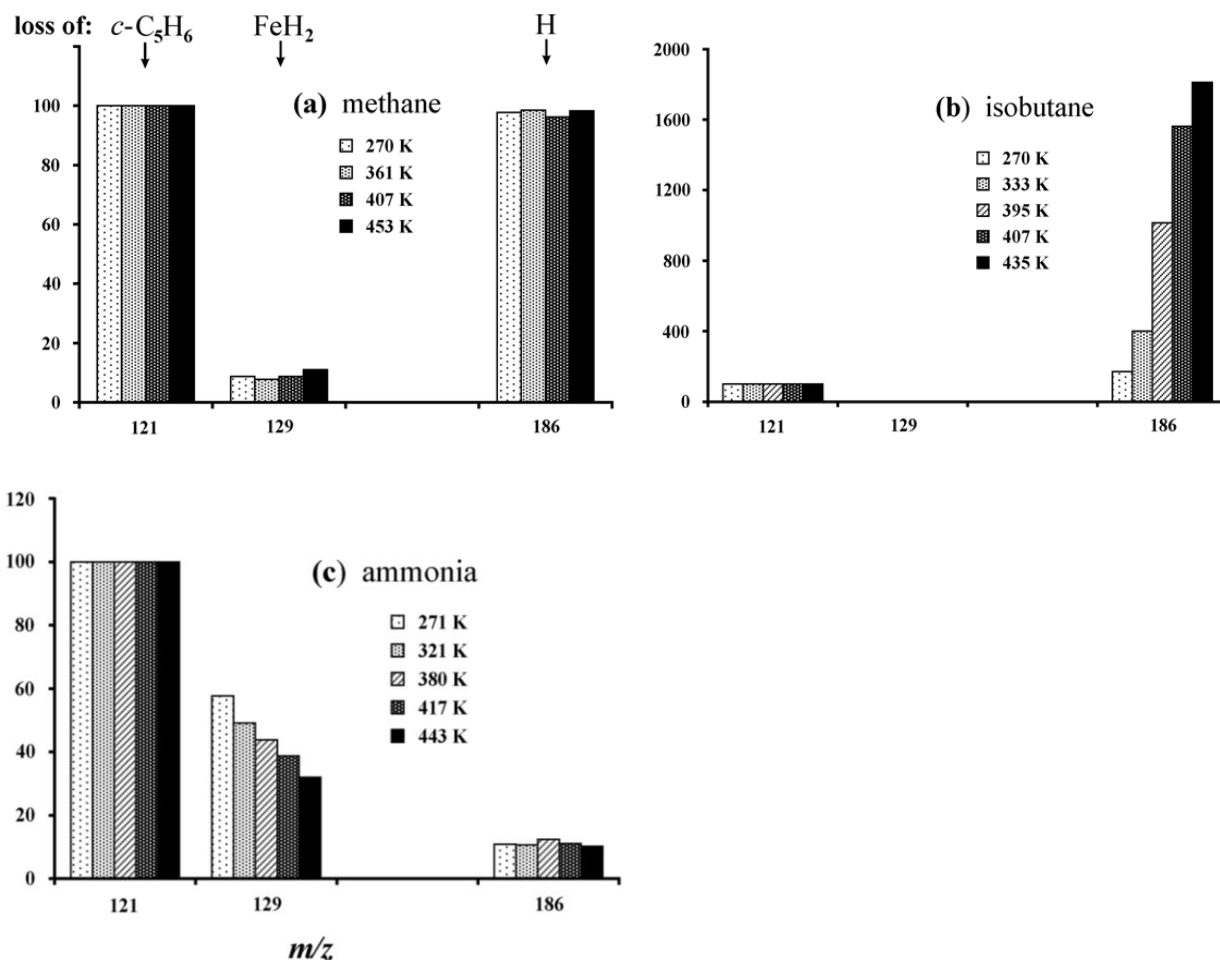 loss of: c-C5H6 FeH2 H
(a) methane
270 K
361 K
407 K
453 K
100
80
60
40
20
0
121 129 186
(b) isobutane
270 K
333 K
395 K
407 K
435 K
2000
1600
1200
800
400
0
121 129 186
(c) ammonia
271 K
321 K
380 K
417 K
443 K
120
100
80
60
40
20
0
121 129 186
m/z